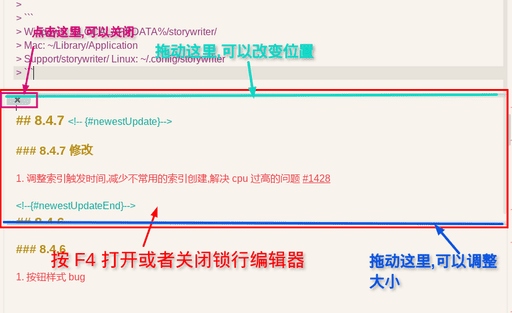 >
> ```
> W
点击这里,可以关闭
DATA%/storywriter/
> Mac: ~/Library/Application
拖动这里,可以改变位置
> Support/storywriter/ Linux: ~/.config/storywriter
> ``
×
## 8.4.7 <!-- {#newestUpdate}-->
### 8.4.7 修改
1. 调整索引触发时间,减少不常用的索引创建,解决 cpu 过高的问题 #1428
<!--{#newestUpdateEnd}-->
## 8.4.6
### 8.4.6
按 F4 打开或者关闭锁行编辑器
拖动这里,可以调整
大小
1. 按钮样式 bug